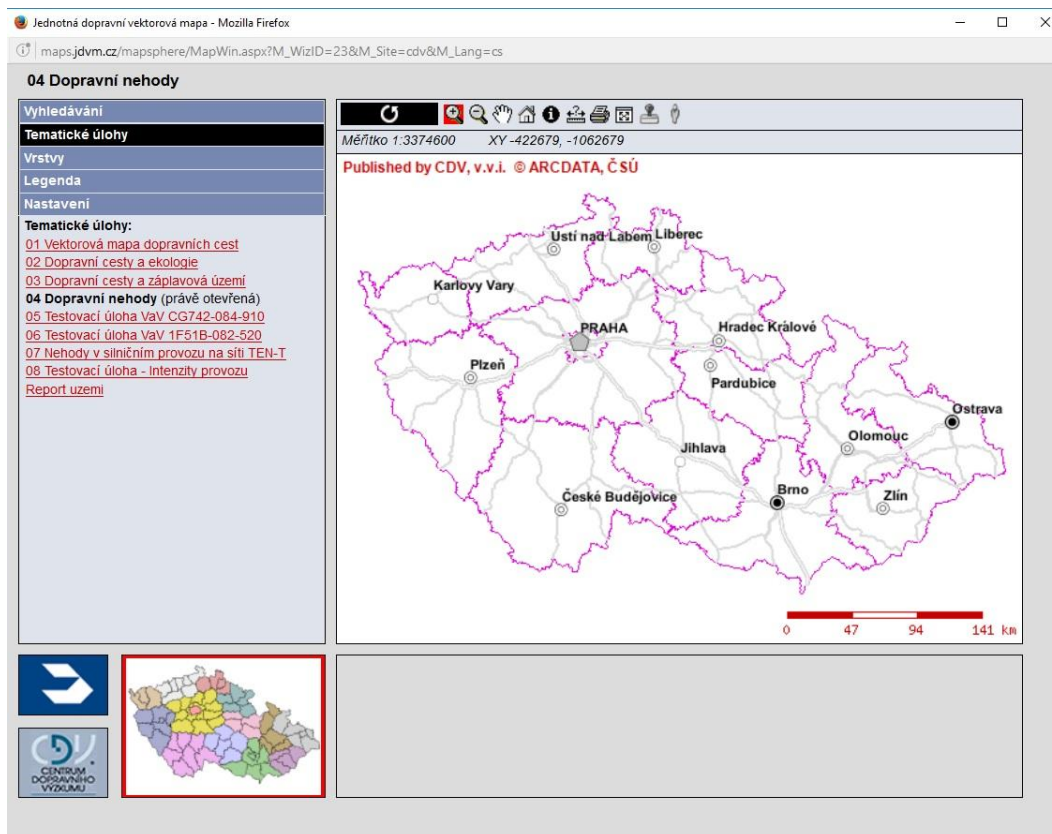 Jednotná dopravní vektorová mapa - Mozilla Firefox
maps.jdvm.cz/mapsphere/MapWin.aspx?M_WizID=23&M_Site=cdv&M_Lang=cs
04 Dopravní nehody
Vyhledávání
Tematické úlohy
Vrstvy
Legenda
Nastavení
Tematické úlohy:
01 Vektorová mapa dopravních cest
02 Dopravní cesty a ekologie
03 Dopravní cesty a záplavová území
04 Dopravní nehody (právě otevřená)
05 Testovací úloha VaV CG742-084-910
06 Testovací úloha VaV 1F51B-082-520
07 Nehody v silničním provozu na síti TEN-T
08 Testovací úloha - Intenzity provozu
Report uzemi
Měřítko 1:3374600 XY -422679, -1062679
Published by CDV, v.v.i. © ARCDATA, ČSÚ
Ústí nad Labem
Liberec
Karlovy Vary
PRAHA
Hradec Králové
Plzeň
Pardubice
Ostrava
Olomouc
Jihlava
Brno
Zlín
České Budějovice
0 47 94 141 km
CDV
CENTRUM
DOPRAVNÍHO
VÝZKUMU